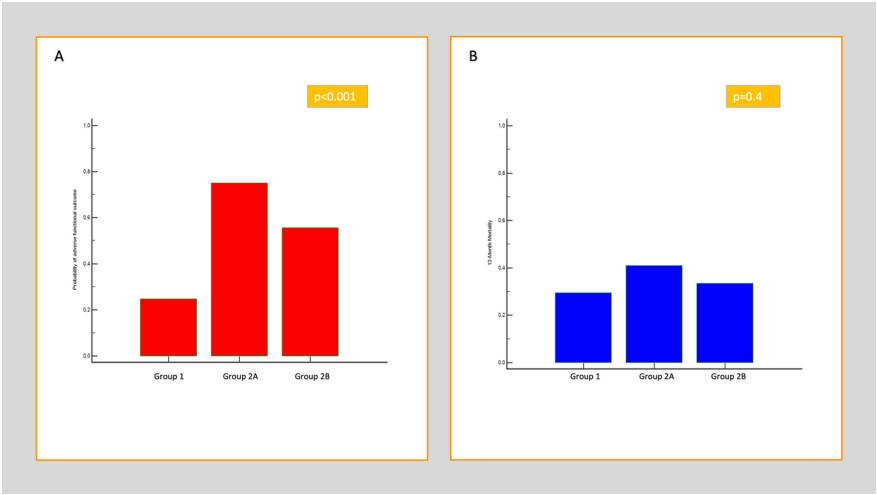 A
p<0.001
1,0
0,8
0,6
0,4
0,2
0,0
Probability of adverse functional outcome
Group 1 Group 2A Group 2B
B
p=0.4
1,0
0,8
0,6
0,4
0,2
0,0
12-Month Mortality
Group 1 Group 2A Group 2B